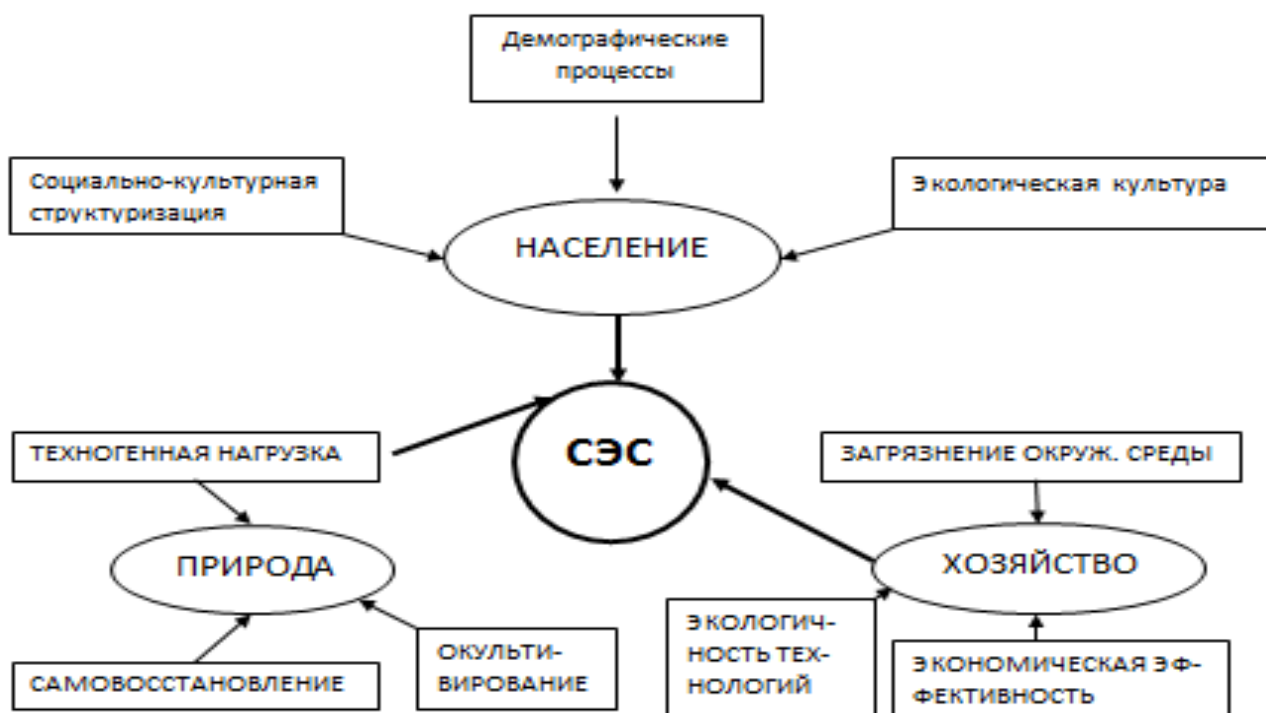 Демографические
процессы
Социально-культурная
структуризация
Экологическая культура
НАСЕЛЕНИЕ
СЭС
ТЕХНОГЕННАЯ НАГРУЗКА
ЗАГРЯЗНЕНИЕ ОКРУЖ. СРЕДЫ
ПРИРОДА
ХОЗЯЙСТВО
САМОВОССТАНОВЛЕНИЕ
ОКУЛЬТИ-
ВИРОВАНИЕ
ЭКОЛОГИЧ-
НОСТЬ ТЕХ-
НОЛОГИЙ
ЭКОНОМИЧЕСКАЯ ЭФ-
ФЕКТИВНОСТЬ